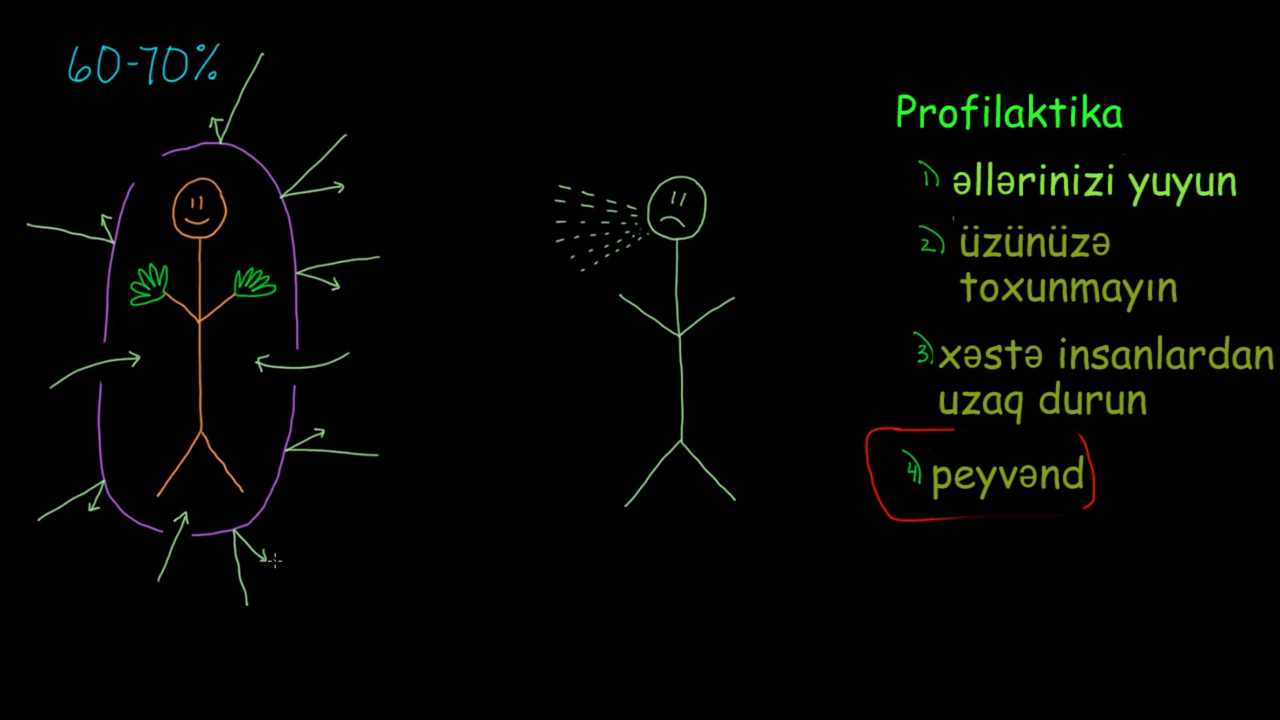 60-70%
Profilaktika
1) əllərinizi yuyun
2) üzünüzə
toxunmayın
3) xəstə insanlardan
uzaq durun
4) peyvənd